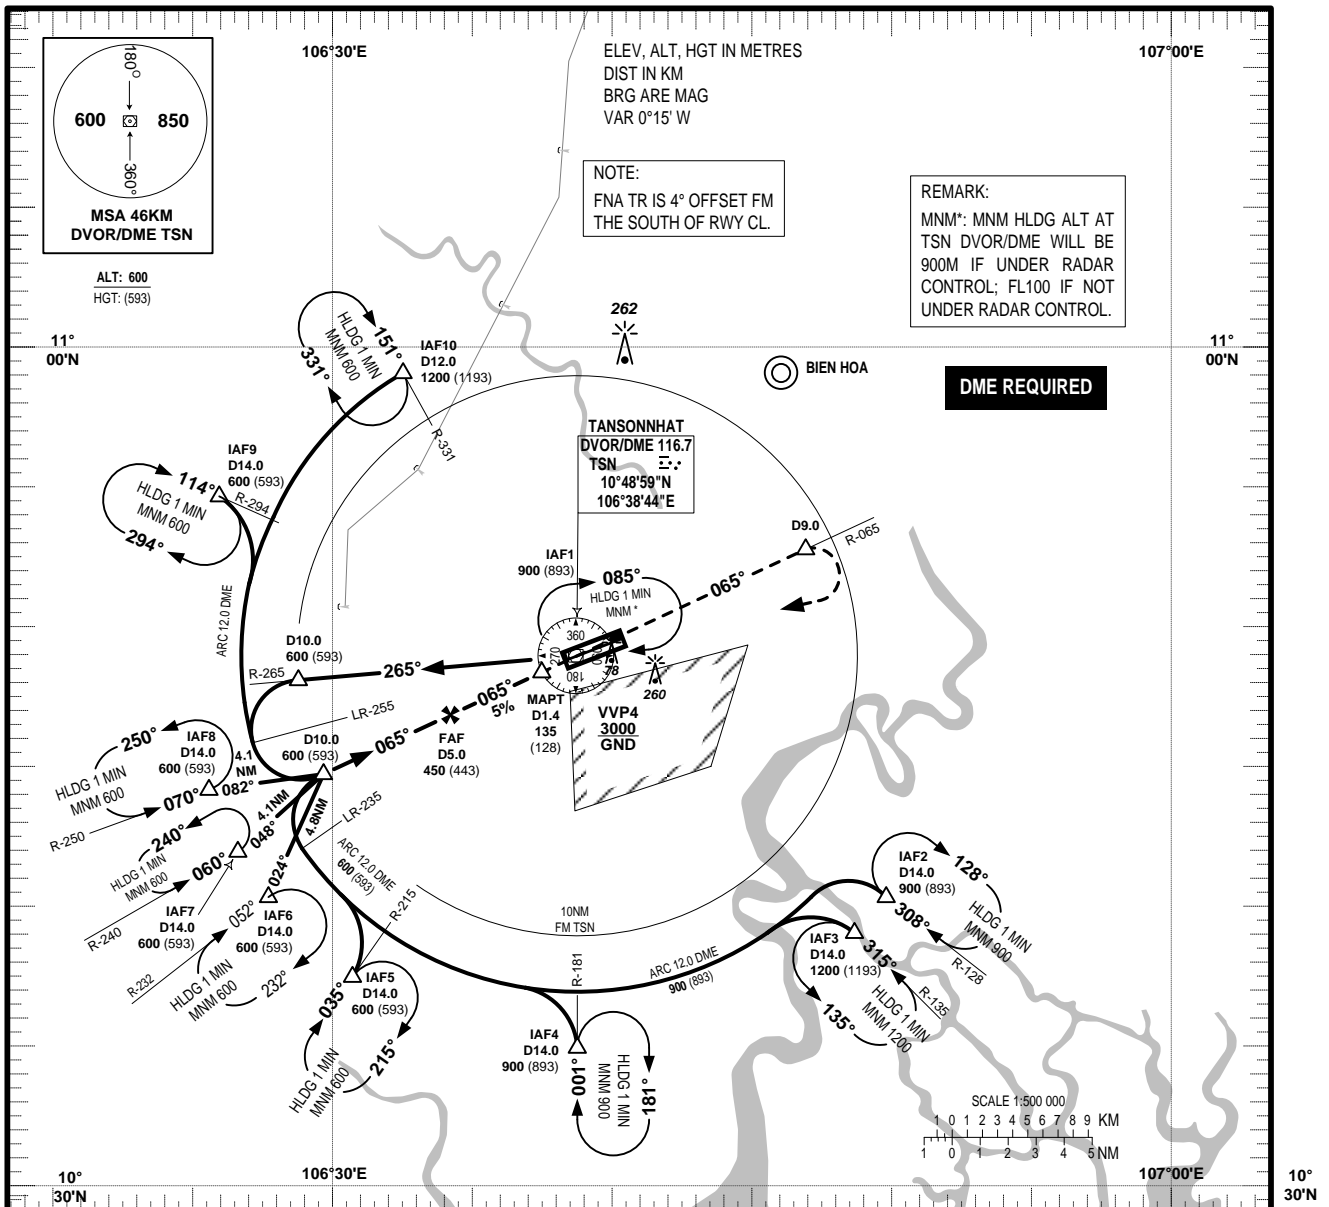 106°30'E
107°00'E
180°
600
850
360°
MSA 46KM
DVOR/DME TSN
ALT: 600
HGT: (593)
ELEV, ALT, HGT IN METRES
DIST IN KM
BRG ARE MAG
VAR 0°15' W
NOTE:
FNA TR IS 4° OFFSET FM
THE SOUTH OF RWY CL.
REMARK:
MNM*: MNM HLDG ALT AT
TSN DVOR/DME WILL BE
900M IF UNDER RADAR
CONTROL; FL100 IF NOT
UNDER RADAR CONTROL.
DME REQUIRED
262
BIEN HOA
11°
00'N
11°
00'N
151°
HLDG 1 MIN
MNM 600
331°
IAF10
D12.0
1200 (1193)
R-331
IAF9
D14.0
600 (593)
114°
HLDG 1 MIN
MNM 600
294°
R-294
TANSONNHAT
DVOR/DME 116.7
TSN
10°48'59"N
106°38'44"E
D9.0
R-065
065°
IAF1
900 (893)
085°
HLDG 1 MIN
MNM *
360
270
180
78
260
ARC 12.0 DME
D10.0
600 (593)
R-265
265°
LR-255
065°
5%
MAPT
D1.4
135
(128)
VVP4
3000
GND
FAF
D5.0
450 (443)
D10.0
600 (593)
065°
250°
IAF8
D14.0
600 (593)
4.1
NM
HLDG 1 MIN
MNM 600
070°
082°
R-250
4.1NM
048°
4.8NM
024°
LR-235
240°
HLDG 1 MIN
MNM 600
060°
R-240
IAF7
D14.0
600 (593)
052°
IAF6
D14.0
600 (593)
R-232
HLDG 1 MIN
MNM 600
232°
ARC 12.0 DME
600 (593)
R-215
IAF5
D14.0
600 (593)
035°
HLDG 1 MIN
MNM 600
215°
10NM
FM TSN
R-181
IAF4
D14.0
900 (893)
001°
HLDG 1 MIN
MNM 900
181°
ARC 12.0 DME
900 (893)
IAF2
D14.0
900 (893)
128°
308°
HLDG 1 MIN
MNM 900
R-128
IAF3
D14.0
1200 (1193)
315°
R-135
HLDG 1 MIN
MNM 1200
135°
SCALE 1:500 000
1 0 1 2 3 4 5 6 7 8 9 KM
1 0 1 2 3 4 5 NM
10°
30'N
106°30'E
107°00'E
10°
30'N